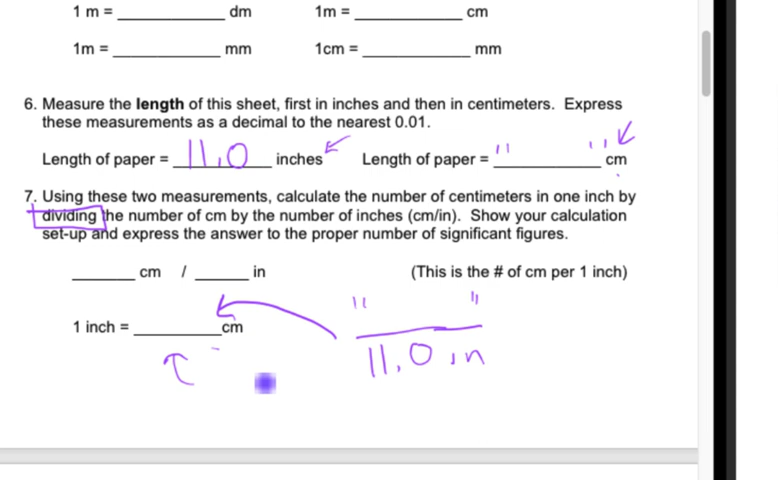 1 m = ____________ dm 1m = ____________ cm
1m = ____________ mm 1cm = ____________ mm
6. Measure the length of this sheet, first in inches and then in centimeters. Express
these measurements as a decimal to the nearest 0.01.
Length of paper = 11.0 inches Length of paper = " " cm
7. Using these two measurements, calculate the number of centimeters in one inch by
dividing the number of cm by the number of inches (cm/in). Show your calculation
set-up and express the answer to the proper number of significant figures.
_______ cm / ______ in (This is the # of cm per 1 inch)
" "
1 inch = __________cm
11.0 in